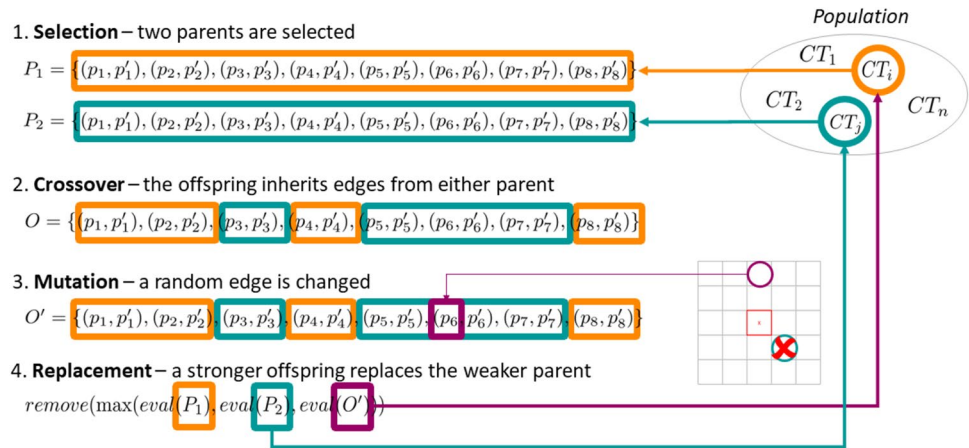 Population
1. Selection – two parents are selected
P₁ = {(p₁, p′₁), (p₂, p′₂), (p₃, p′₃), (p₄, p′₄), (p₅, p′₅), (p₆, p′₆), (p₇, p′₇), (p₈, p′₈)}
CT₁
CTᵢ
P₂ = {(p₁, p′₁), (p₂, p′₂), (p₃, p′₃), (p₄, p′₄), (p₅, p′₅), (p₆, p′₆), (p₇, p′₇), (p₈, p′₈)}
CT₂
CTⱼ
CTₙ
2. Crossover – the offspring inherits edges from either parent
O = {(p₁, p′₁), (p₂, p′₂), (p₃, p′₃), (p₄, p′₄), (p₅, p′₅), (p₆, p′₆), (p₇, p′₇), (p₈, p′₈)}
3. Mutation – a random edge is changed
O′ = {(p₁, p′₁), (p₂, p′₂), (p₃, p′₃), (p₄, p′₄), (p₅, p′₅), (p₆, p′₆), (p₇, p′₇), (p₈, p′₈)}
x
4. Replacement – a stronger offspring replaces the weaker parent
remove(max(eval(P₁), eval(P₂), eval(O′)))